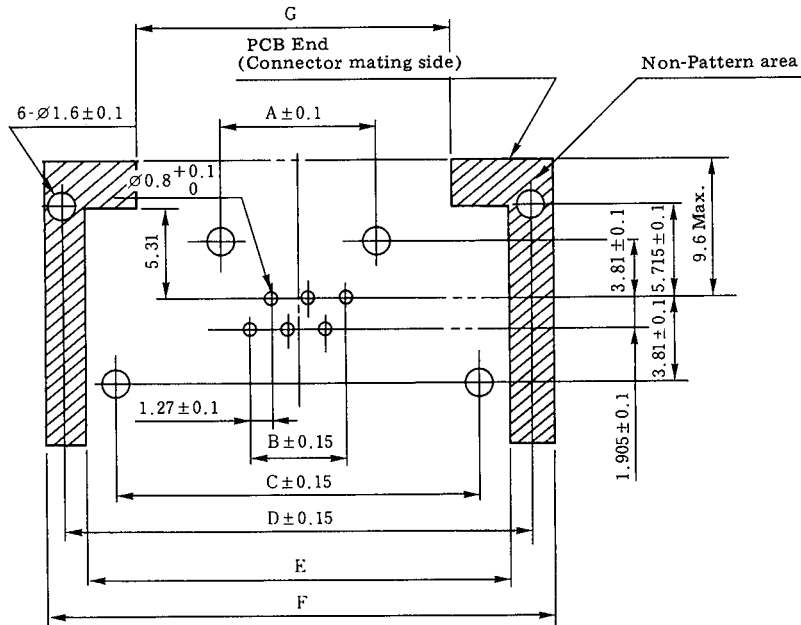 G
PCB End
(Connector mating side)
Non-Pattern area
6-⌀1.6±0.1
A±0.1
⌀0.8 +0.1
0
5.31
3.81±0.1
5.715±0.1
9.6 Max.
3.81±0.1
1.905±0.1
1.27±0.1
B±0.15
C±0.15
D±0.15
E
F